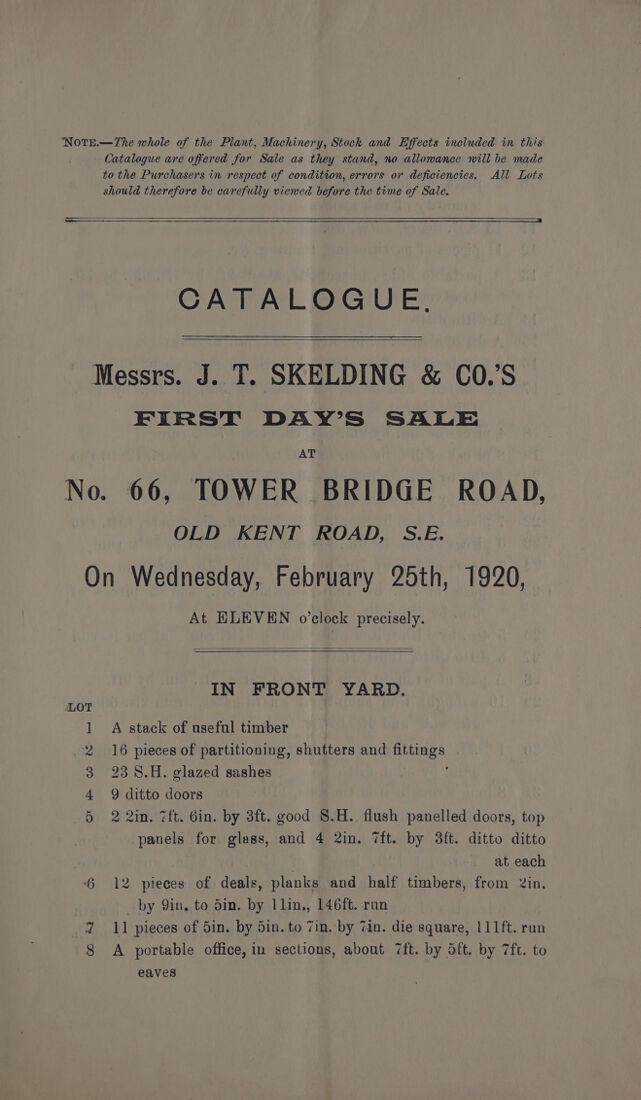 NOTE.—The whole of the Plant, Machinery, Stock and Effects included in this
Catalogue are offered for Sale as they stand, no allowance will be made
to the Purchasers in respect of condition, errors or deficiencies. All Lots
should therefore be carefully viewed before the time of Sale.
CATALOGUE.
Messrs. J. T. SKELDING & CO.'S
FIRST DAY'S SALE
AT
No. 66, TOWER BRIDGE ROAD,
OLD KENT ROAD, S.E.
On Wednesday, February 25th, 1920,
At ELEVEN o'clock precisely.
IN FRONT YARD.
LOT
1 A stack of useful timber
2 16 pieces of partitioning, shutters and fittings
3 23 S.H. glazed sashes
4 9 ditto doors
5 2 2in. 7ft. 6in. by 3ft. good S.H. flush panelled doors, top
panels for glass, and 4 2in. 7ft. by 3ft. ditto ditto
at each
6 12 pieces of deals, planks and half timbers, from 2in.
by 9in. to 5in. by 11in., 146ft. run
7 11 pieces of 5in. by 5in. to 7in. by 7in. die square, 111ft. run
8 A portable office, in sections, about 7ft. by 5ft. by 7ft. to
eaves